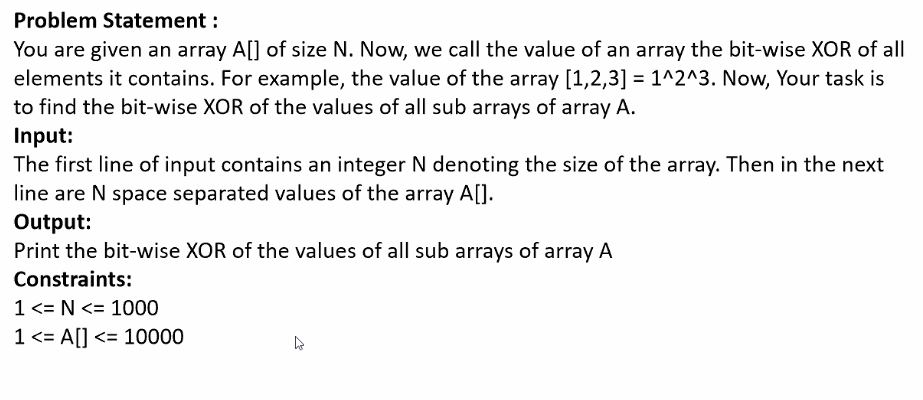 Problem Statement :
You are given an array A[] of size N. Now, we call the value of an array the bit-wise XOR of all
elements it contains. For example, the value of the array [1,2,3] = 1^2^3. Now, Your task is
to find the bit-wise XOR of the values of all sub arrays of array A.
Input:
The first line of input contains an integer N denoting the size of the array. Then in the next
line are N space separated values of the array A[].
Output:
Print the bit-wise XOR of the values of all sub arrays of array A
Constraints:
1 <= N <= 1000
1 <= A[] <= 10000